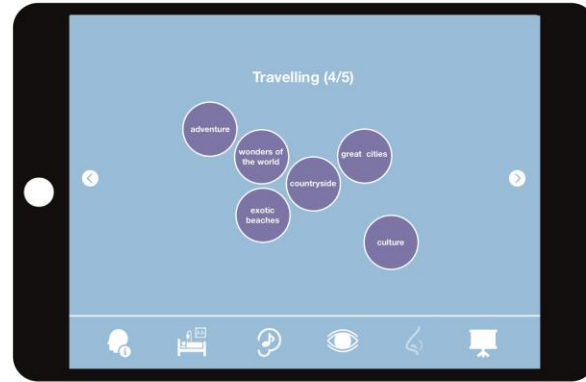 Travelling (4/5)
adventure
wonders of
the world
great cities
countryside
exotic
beaches
culture